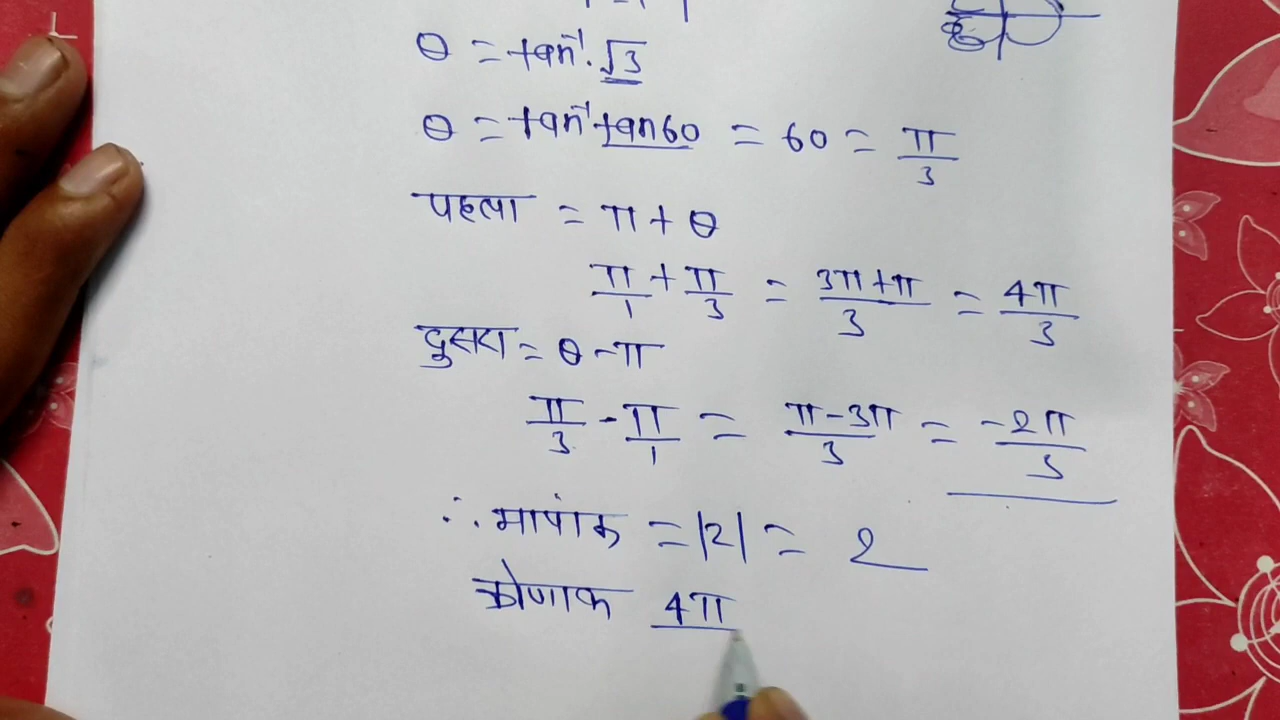 θ = tan⁻¹. √3
θ = tan⁻¹ tan60 = 60 = π/3
पहला = π + θ
π/1 + π/3 = 3π+π/3 = 4π/3
दुसरा = θ - π
π/3 - π/1 = π-3π/3 = -2π/3
∴ मापांक = |2| = 2
कोणांक 4π